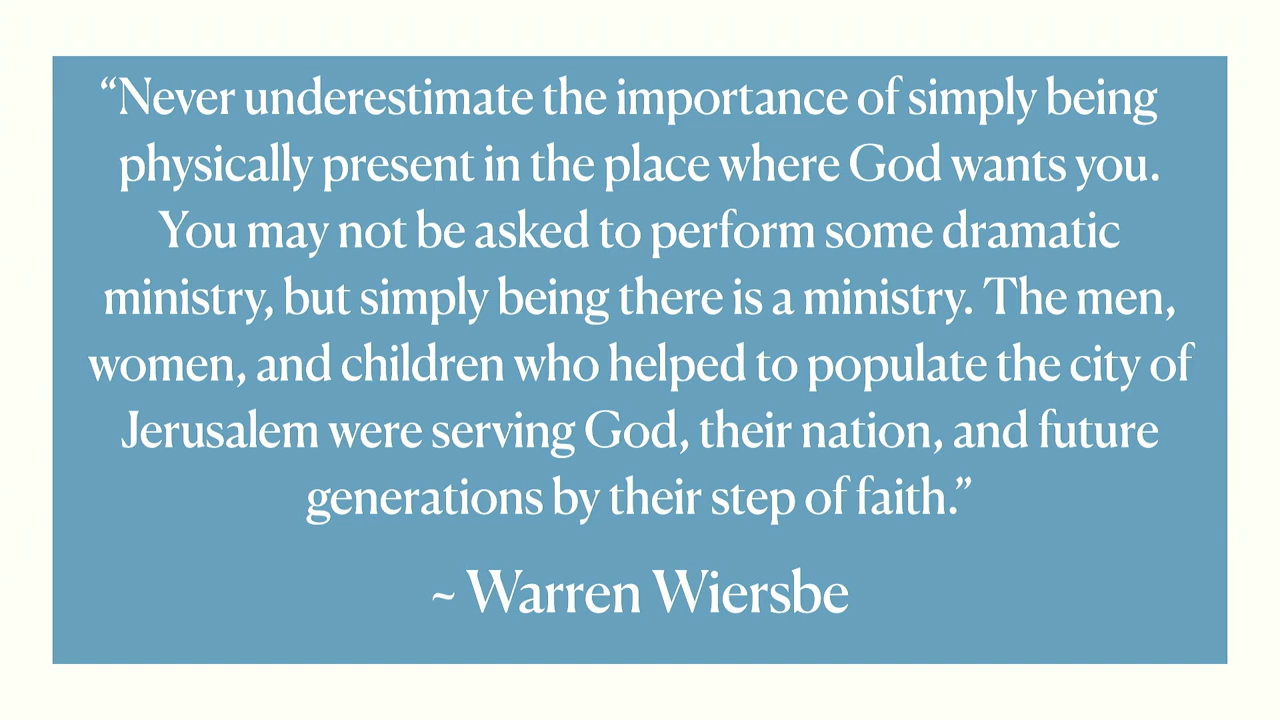 “Never underestimate the importance of simply being
physically present in the place where God wants you.
You may not be asked to perform some dramatic
ministry, but simply being there is a ministry. The men,
women, and children who helped to populate the city of
Jerusalem were serving God, their nation, and future
generations by their step of faith.”
~ Warren Wiersbe